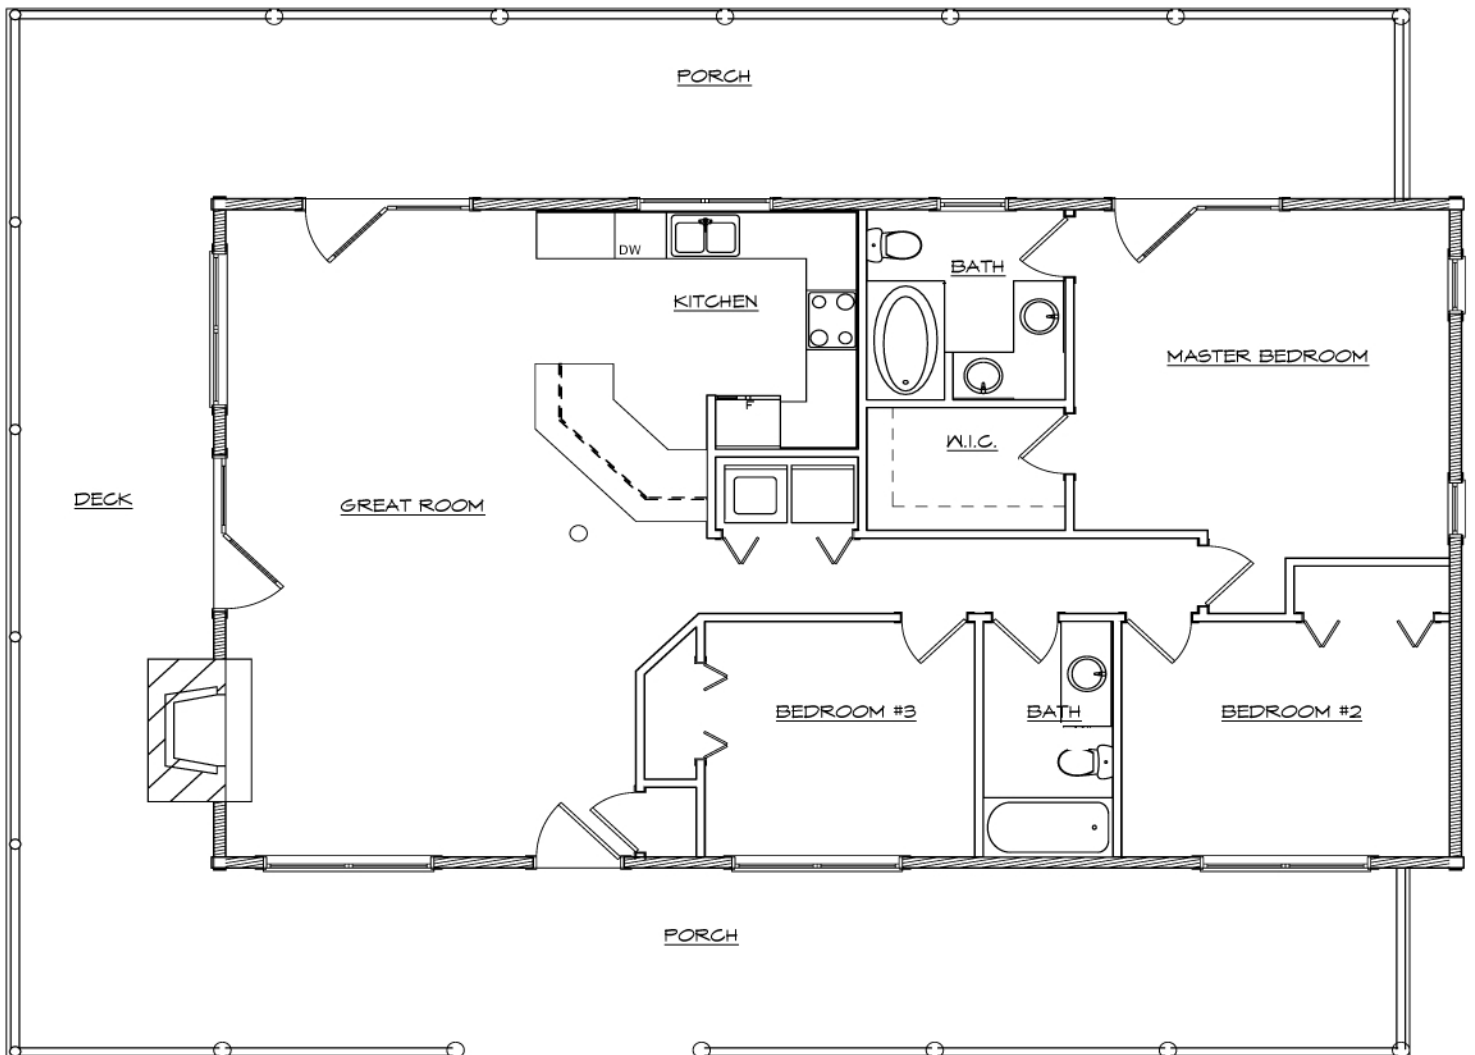 PORCH
DW
KITCHEN
BATH
MASTER BEDROOM
F
W.I.C.
DECK
GREAT ROOM
BEDROOM #3
BATH
BEDROOM #2
PORCH